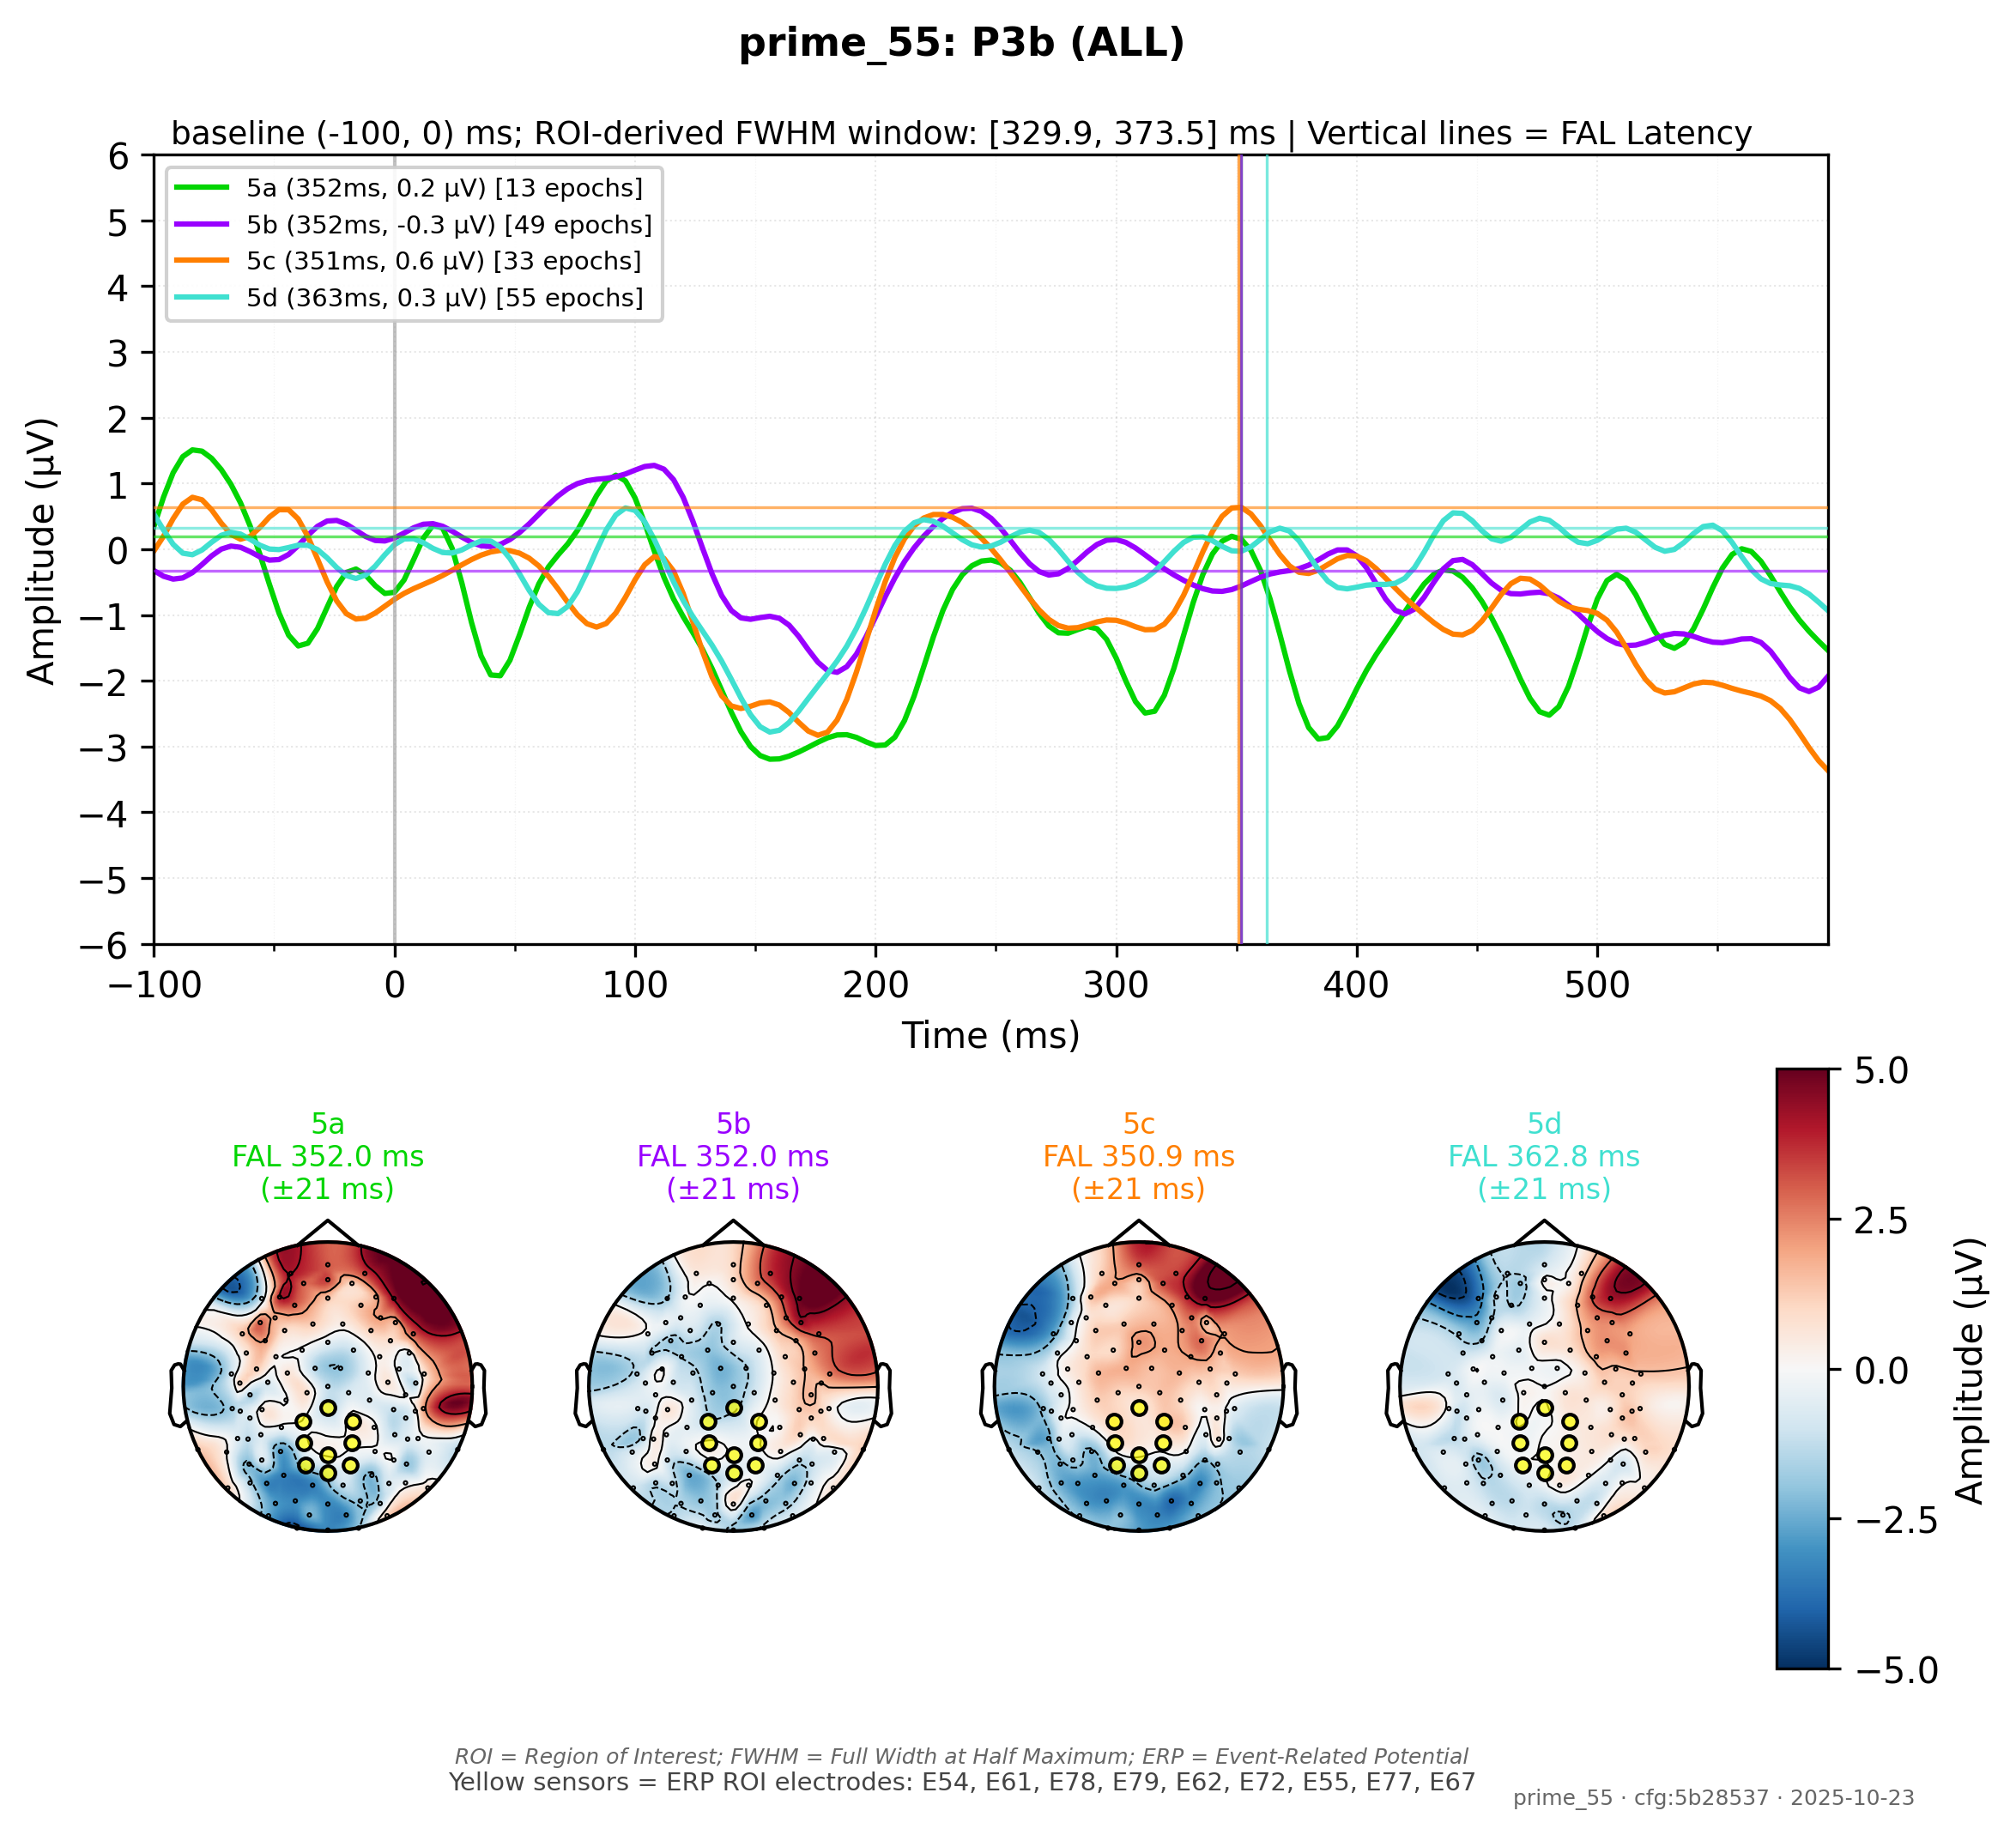 prime_55: P3b (ALL)
baseline (-100, 0) ms; ROI-derived FWHM window: [329.9, 373.5] ms | Vertical lines = FAL Latency
5a (352ms, 0.2 µV) [13 epochs]
5b (352ms, -0.3 µV) [49 epochs]
5c (351ms, 0.6 µV) [33 epochs]
5d (363ms, 0.3 µV) [55 epochs]
Amplitude (µV)
6
5
4
3
2
1
0
−1
−2
−3
−4
−5
−6
−100 0 100 200 300 400 500
Time (ms)
5a
FAL 352.0 ms
(±21 ms)
5b
FAL 352.0 ms
(±21 ms)
5c
FAL 350.9 ms
(±21 ms)
5d
FAL 362.8 ms
(±21 ms)
5.0
2.5
0.0
−2.5
−5.0
Amplitude (µV)
ROI = Region of Interest; FWHM = Full Width at Half Maximum; ERP = Event-Related Potential
Yellow sensors = ERP ROI electrodes: E54, E61, E78, E79, E62, E72, E55, E77, E67
prime_55 · cfg:5b28537 · 2025-10-23